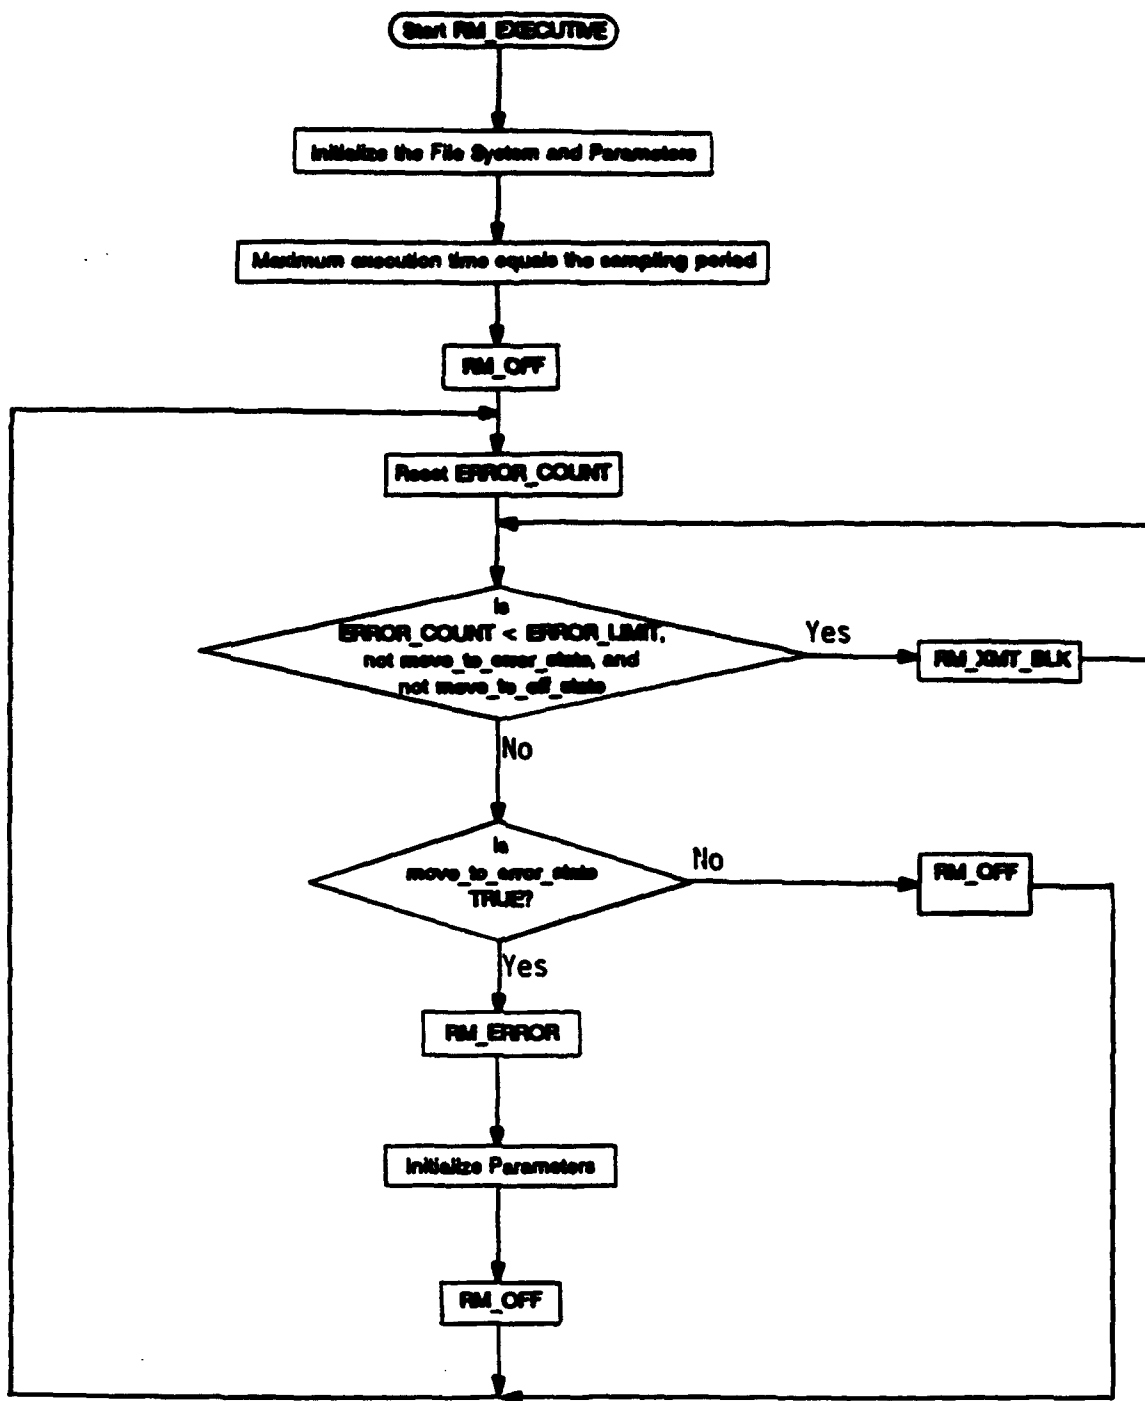 Start RM_EXECUTIVE
Initialize the File System and Parameters
Maximum execution time equals the sampling period
RM_OFF
Reset ERROR_COUNT
Is
ERROR_COUNT < ERROR_LIMIT,
not move_to_error_state, and
not move_to_off_state
Yes
RM_XMT_BLK
No
Is
move_to_error_state
TRUE?
No
RM_OFF
Yes
RM_ERROR
Initialize Parameters
RM_OFF